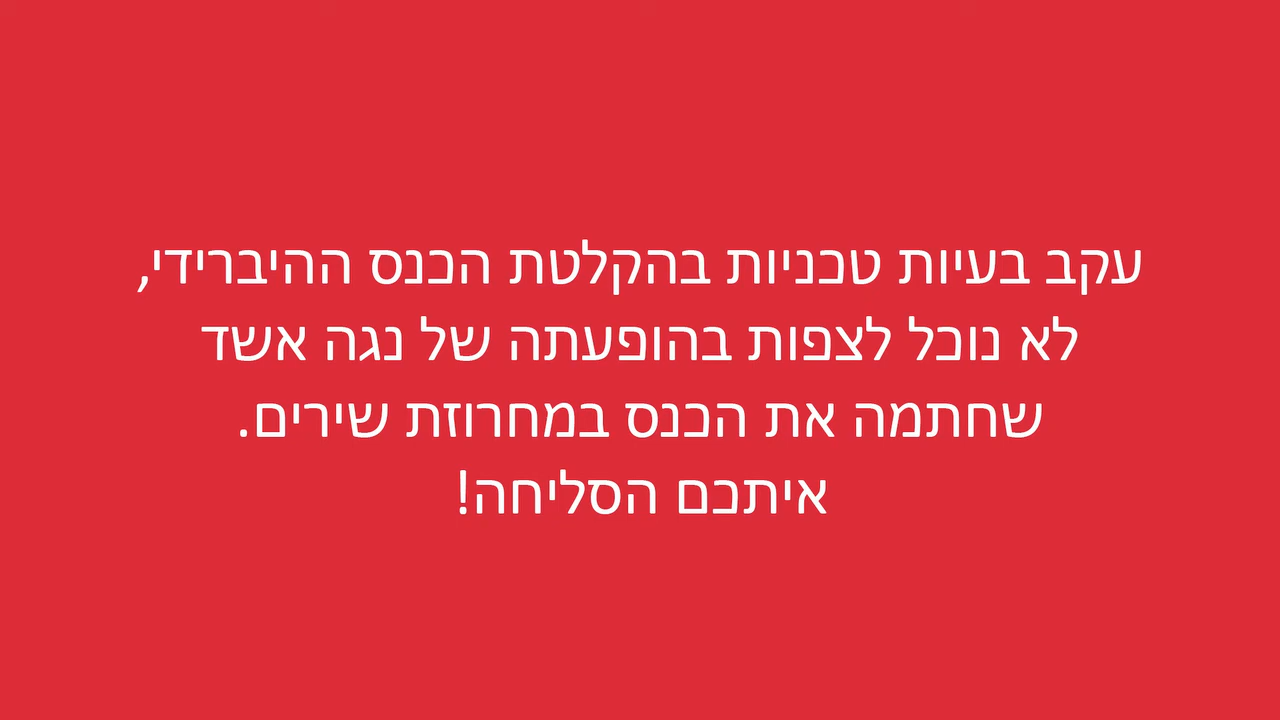 עקב בעיות טכניות בהקלטת הכנס ההיברידי,
לא נוכל לצפות בהופעתה של נגה אשד
שחתמה את הכנס במחרוזת שירים.
איתכם הסליחה!